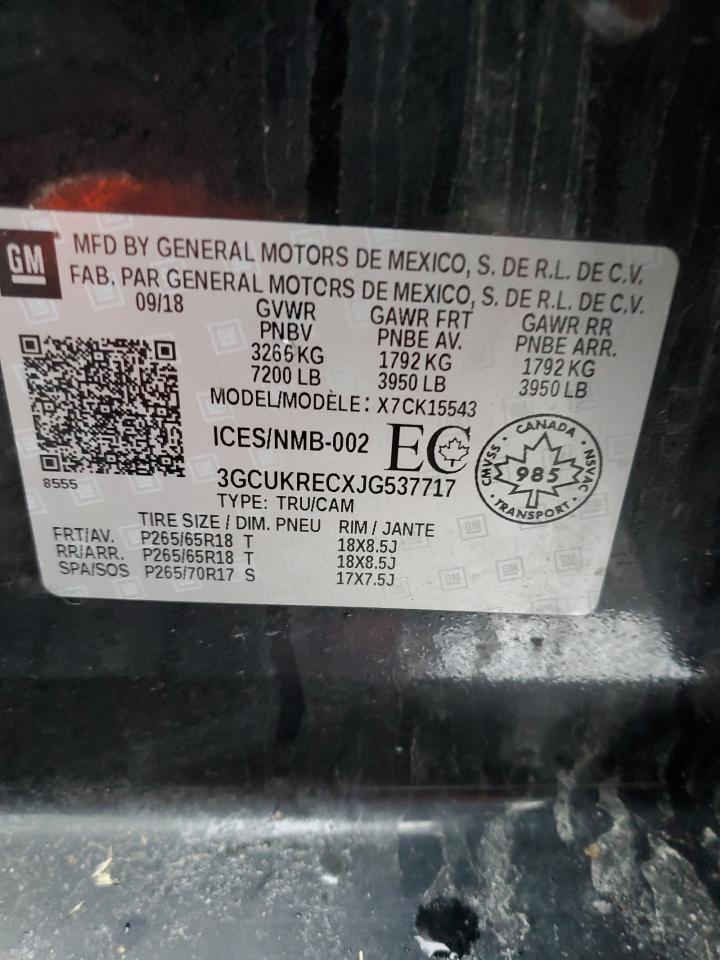 GM
MFD BY GENERAL MOTORS DE MEXICO, S. DE R.L. DE C.V.
FAB. PAR GENERAL MOTORS DE MEXICO, S. DE R.L. DE C.V.
09/18 GVWR GAWR FRT GAWR RR
PNBV PNBE AV. PNBE ARR.
3266 KG 1792 KG 1792 KG
7200 LB 3950 LB 3950 LB
MODEL/MODÈLE: X7CK15543
ICES/NMB-002 EC
CANADA CMVSS 985 NSVAC TRANSPORT
8555
3GCUKRECXJG537717
TYPE: TRU/CAM
TIRE SIZE / DIM. PNEU RIM / JANTE
FRT/AV. P265/65R18 T 18X8.5J
RR/ARR. P265/65R18 T 18X8.5J
SPA/SOS P265/70R17 S 17X7.5J